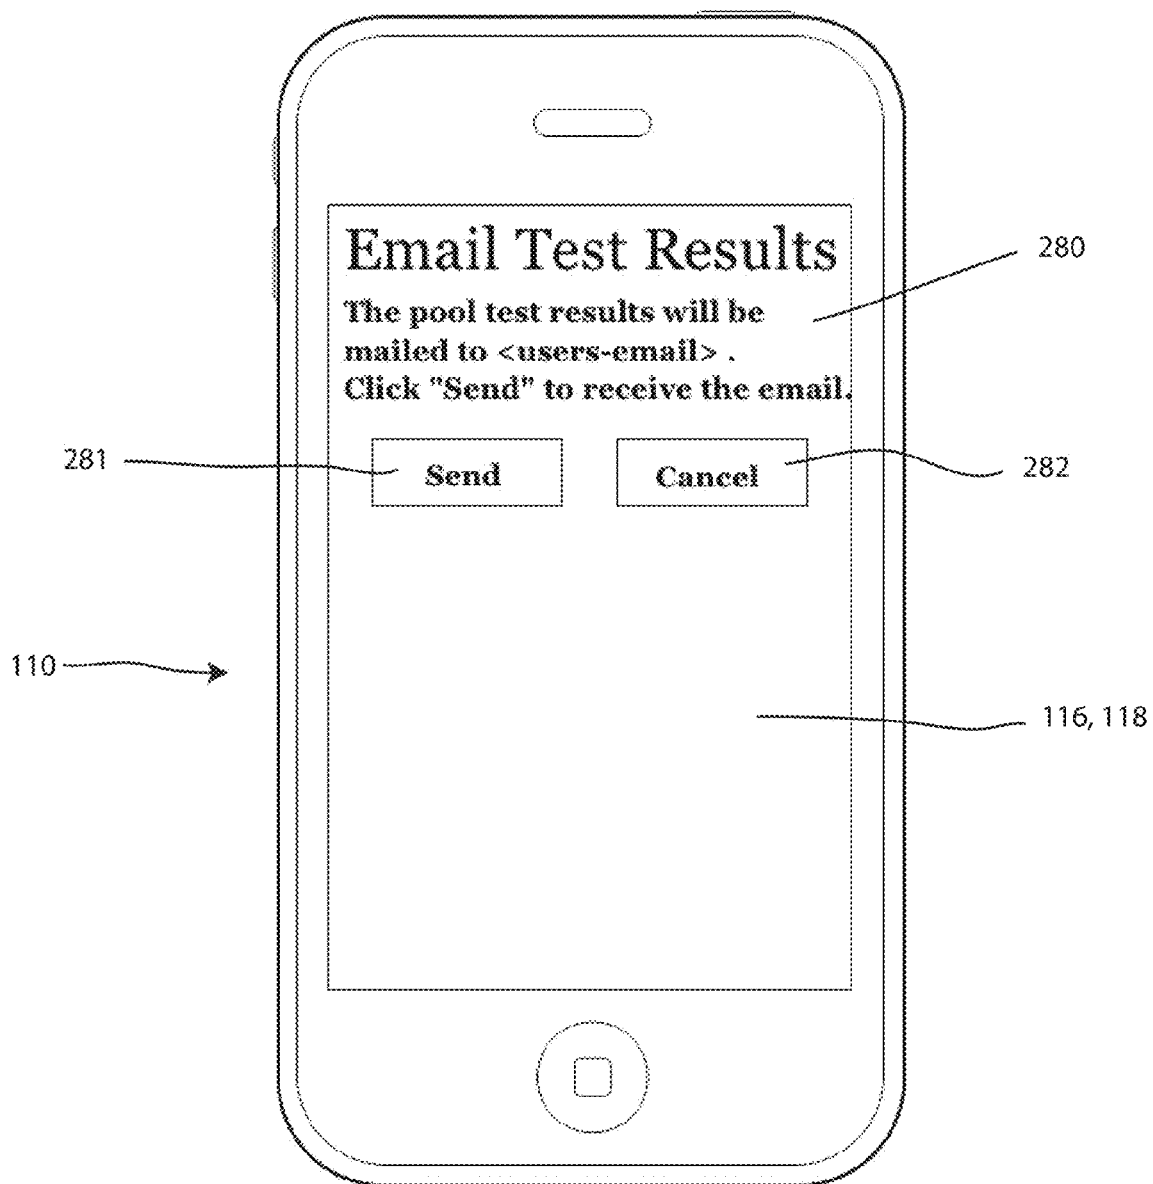 Email Test Results
280
The pool test results will be
mailed to <users-email> .
Click "Send" to receive the email.
281
Send
Cancel
282
110
116, 118